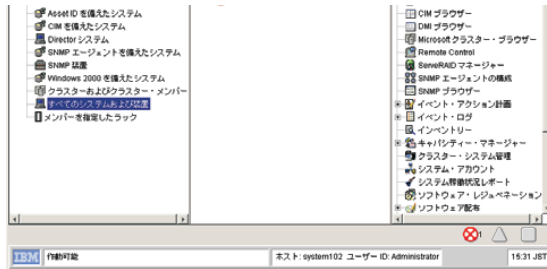 Asset ID を備えたシステム
CIM を備えたシステム
Director システム
SNMP エージェントを備えたシステム
SNMP 装置
Windows 2000 を備えたシステム
クラスターおよびクラスター・メンバー
すべてのシステムおよび装置
メンバーを指定したラック
CIM ブラウザー
DMI ブラウザー
Microsoft クラスター・ブラウザー
Remote Control
ServeRAID マネージャー
SNMP エージェントの構成
SNMP ブラウザー
イベント・アクション計画
イベント・ログ
インベントリー
キャパシティー・マネージャー
クラスター・システム管理
システム・アカウント
システム稼働状況レポート
ソフトウェア・レジュベネーション
ソフトウェア配布
1
IBM 作動可能 ホスト: system102 ユーザー ID: Administrator 15:31 JST